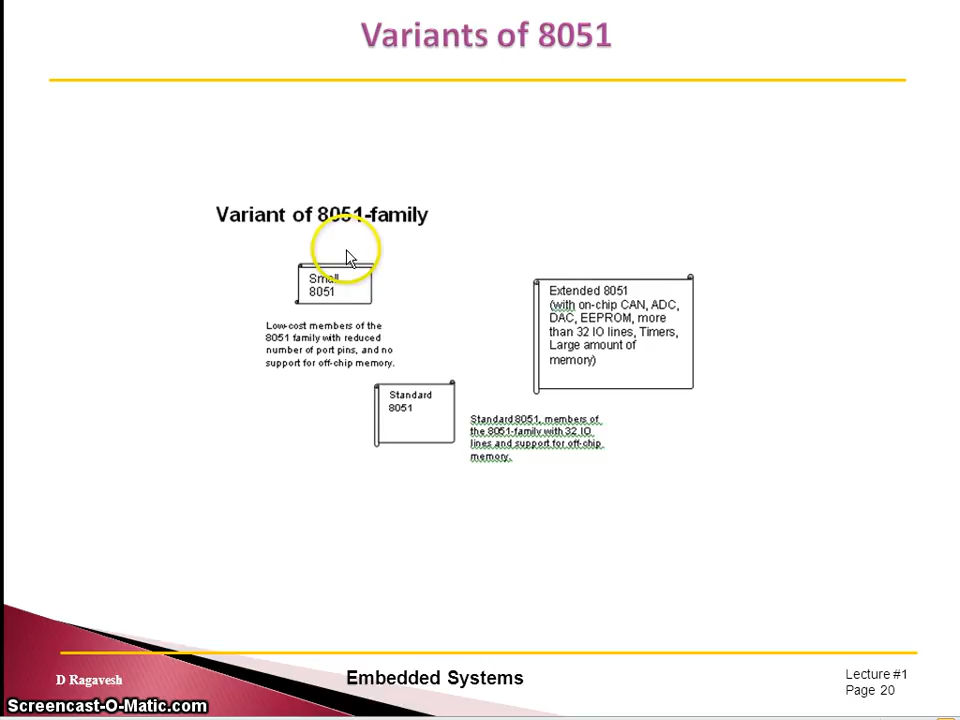 Variants of 8051
Variant of 8051-family
Small
8051
Low-cost members of the
8051 family with reduced
number of port pins, and no
support for off-chip memory.
Extended 8051
(with on-chip CAN, ADC,
DAC, EEPROM, more
than 32 IO lines, Timers,
Large amount of
memory)
Standard
8051
Standard 8051, members of
the 8051-family with 32 IO
lines and support for off-chip
memory.
D Ragavesh
Embedded Systems
Lecture #1
Page 20
Screencast-O-Matic.com